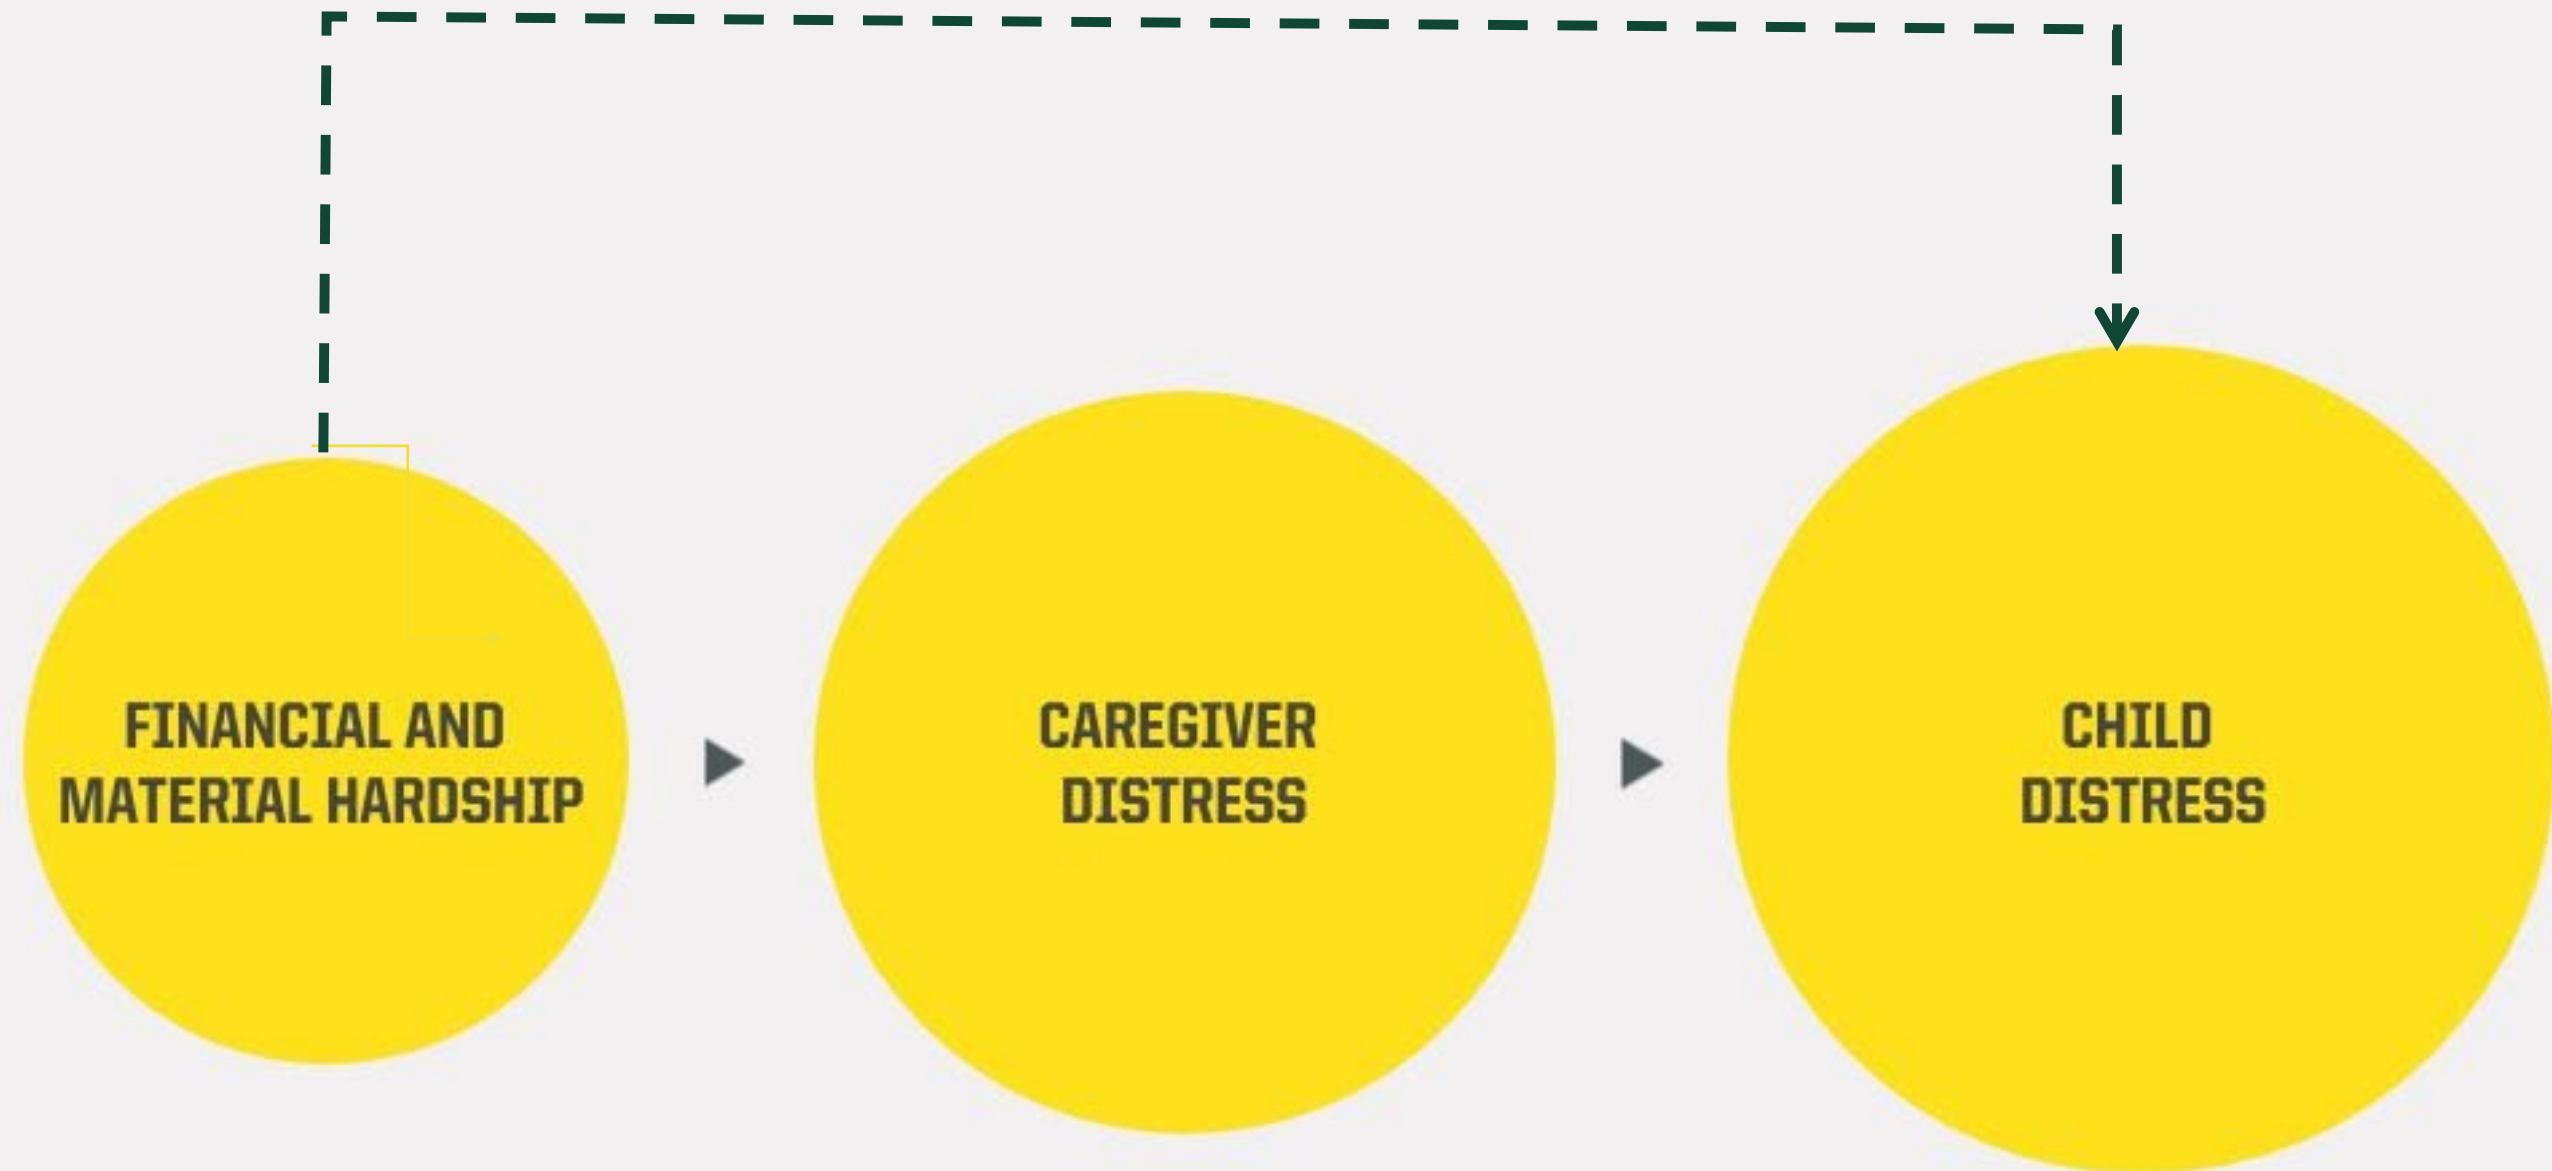 FINANCIAL AND
MATERIAL HARDSHIP
CAREGIVER
DISTRESS
CHILD
DISTRESS